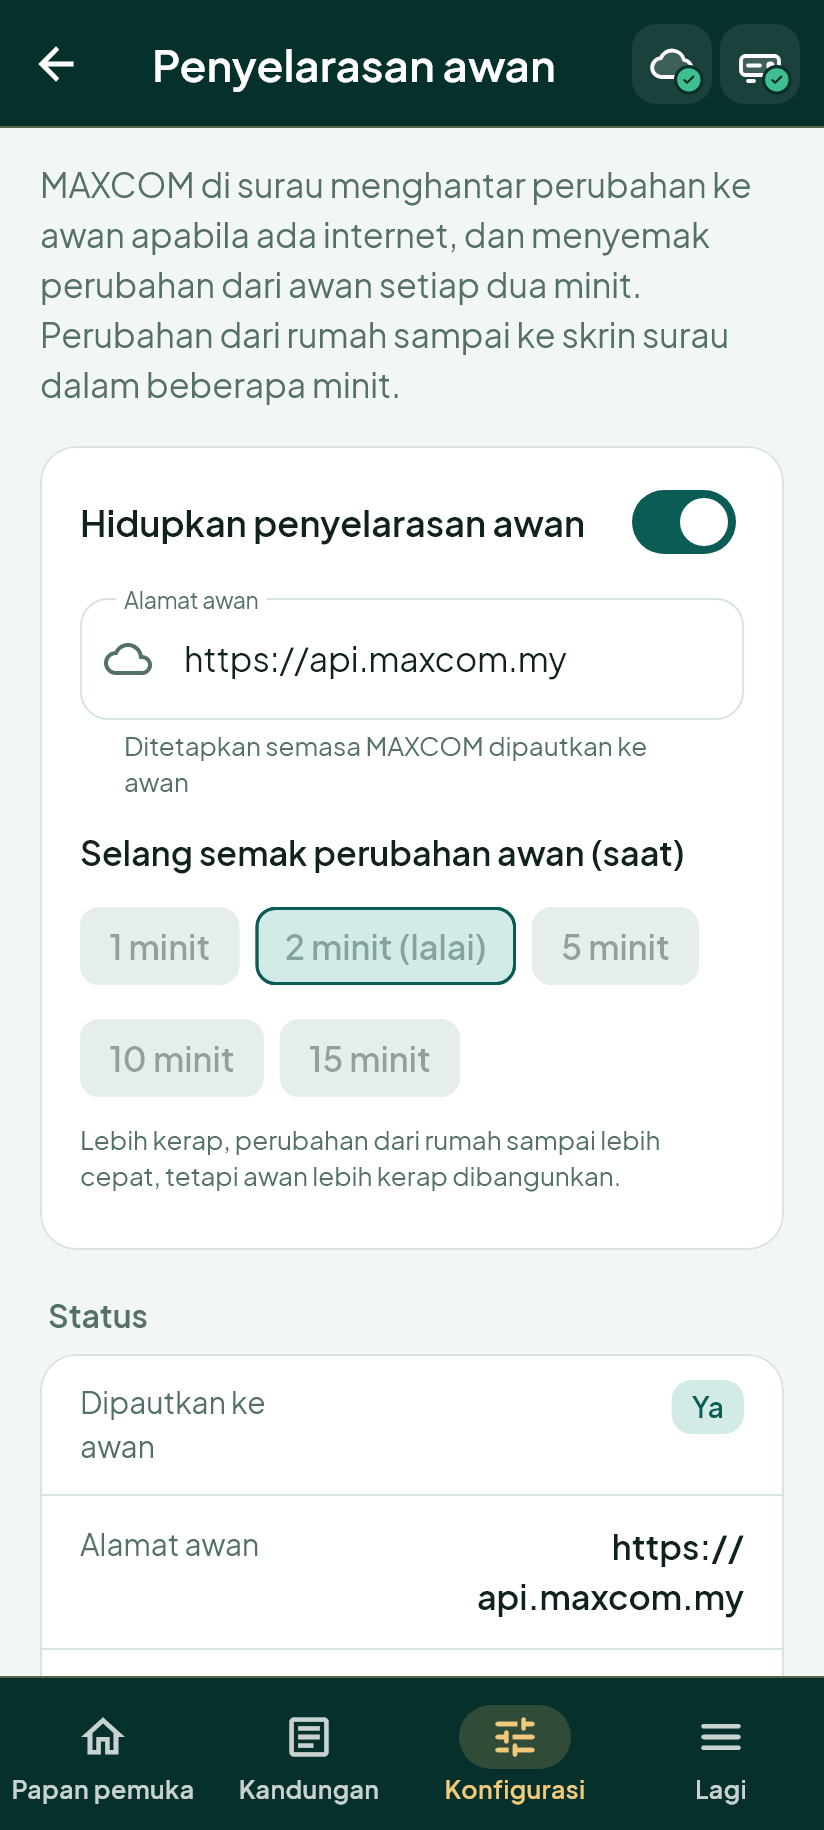 Penyelarasan awan
MAXCOM di surau menghantar perubahan ke
awan apabila ada internet, dan menyemak
perubahan dari awan setiap dua minit.
Perubahan dari rumah sampai ke skrin surau
dalam beberapa minit.
Hidupkan penyelarasan awan
Alamat awan
https://api.maxcom.my
Ditetapkan semasa MAXCOM dipautkan ke
awan
Selang semak perubahan awan (saat)
1 minit
2 minit (lalai)
5 minit
10 minit
15 minit
Lebih kerap, perubahan dari rumah sampai lebih
cepat, tetapi awan lebih kerap dibangunkan.
Status
Dipautkan ke
awan
Ya
Alamat awan
https://
api.maxcom.my
Papan pemuka
Kandungan
Konfigurasi
Lagi